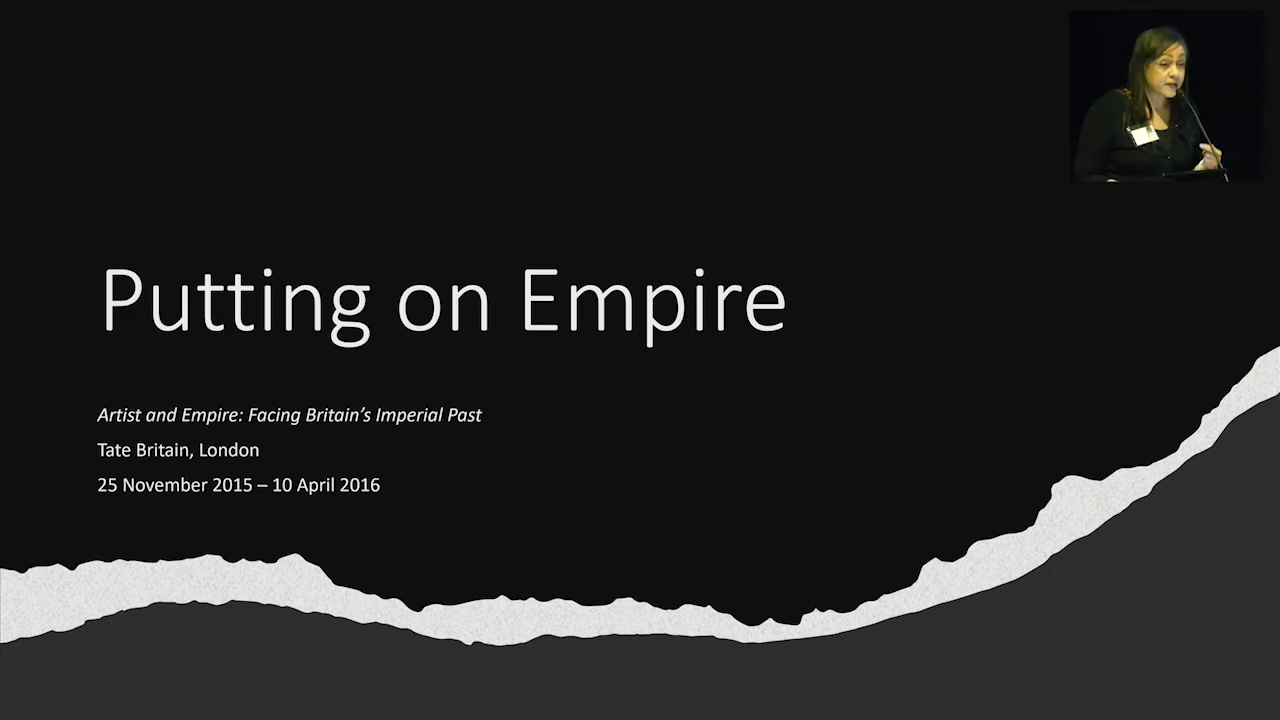 Putting on Empire
Artist and Empire: Facing Britain's Imperial Past
Tate Britain, London
25 November 2015 – 10 April 2016